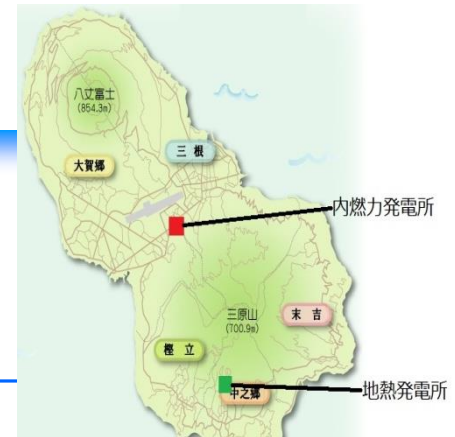 八丈富士
(854.3m)
三根
大賀郷
内燃力発電所
三原山
(700.9m)
末吉
樫立
中之郷
地熱発電所